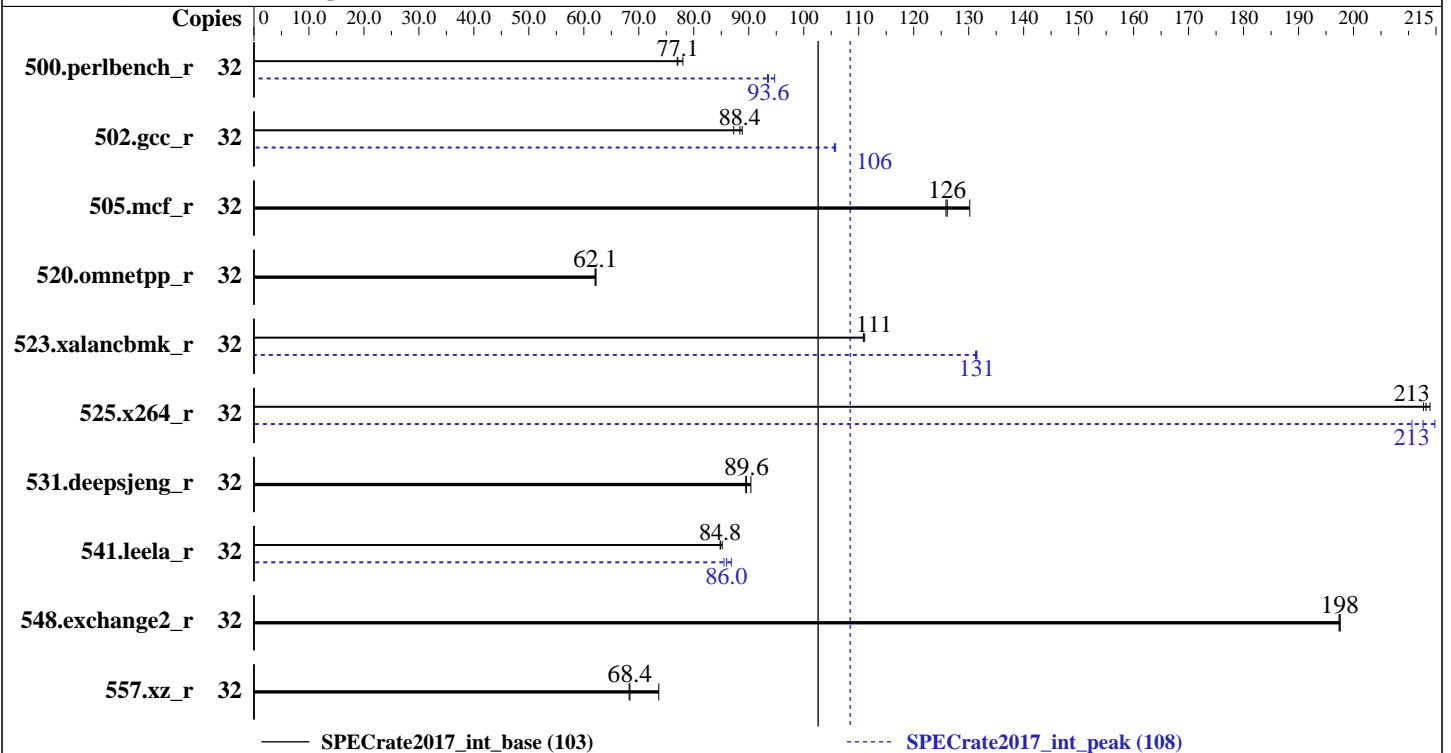 Copies 0 10.0 20.0 30.0 40.0 50.0 60.0 70.0 80.0 90.0 100 110 120 130 140 150 160 170 180 190 200 215
77.1
500.perlbench_r 32
93.6
88.4
502.gcc_r 32
106
126
505.mcf_r 32
62.1
520.omnetpp_r 32
111
523.xalancbmk_r 32
131
213
525.x264_r 32
213
89.6
531.deepsjeng_r 32
84.8
541.leela_r 32
86.0
198
548.exchange2_r 32
68.4
557.xz_r 32
SPECrate2017_int_base (103) SPECrate2017_int_peak (108)